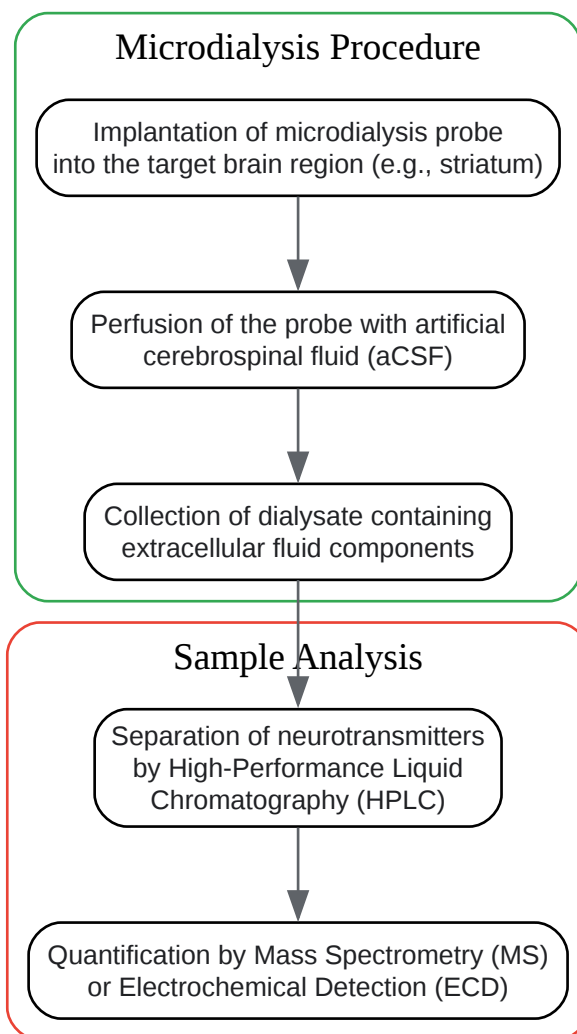 Microdialysis Procedure
Implantation of microdialysis probe
into the target brain region (e.g., striatum)
Perfusion of the probe with artificial
cerebrospinal fluid (aCSF)
Collection of dialysate containing
extracellular fluid components
Sample Analysis
Separation of neurotransmitters
by High-Performance Liquid
Chromatography (HPLC)
Quantification by Mass Spectrometry (MS)
or Electrochemical Detection (ECD)